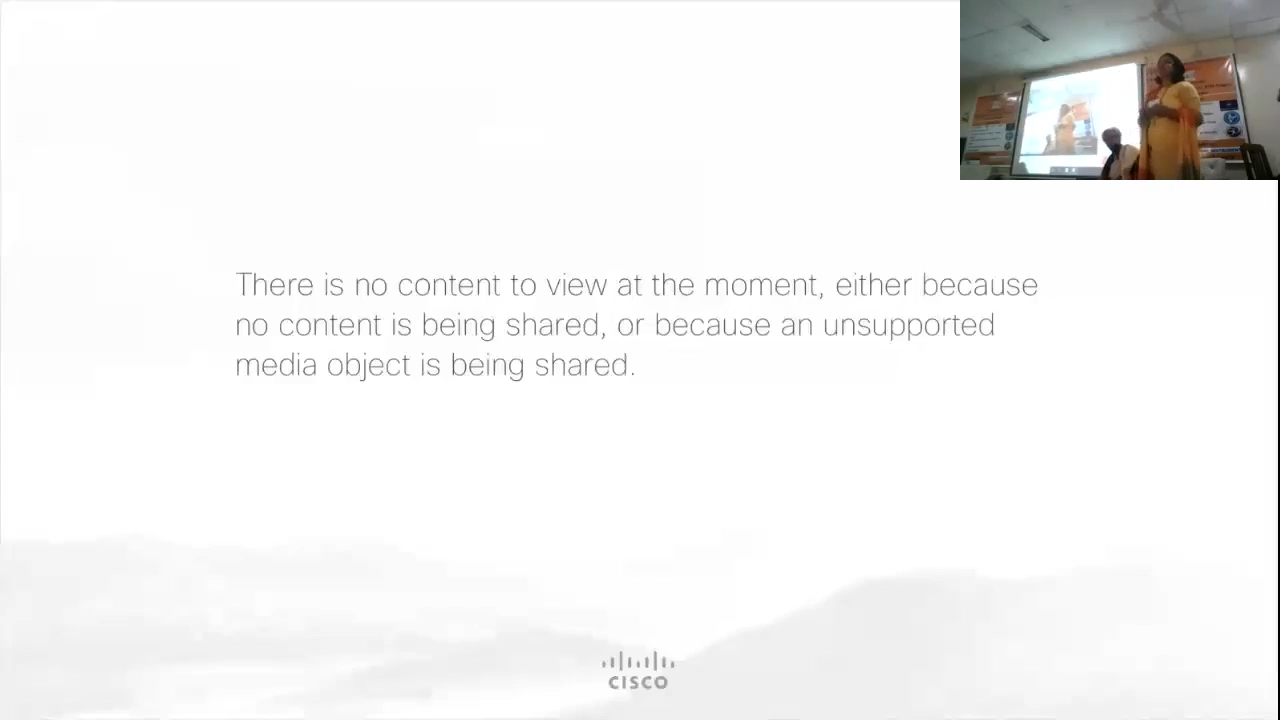 There is no content to view at the moment, either because
no content is being shared, or because an unsupported
media object is being shared.
CISCO